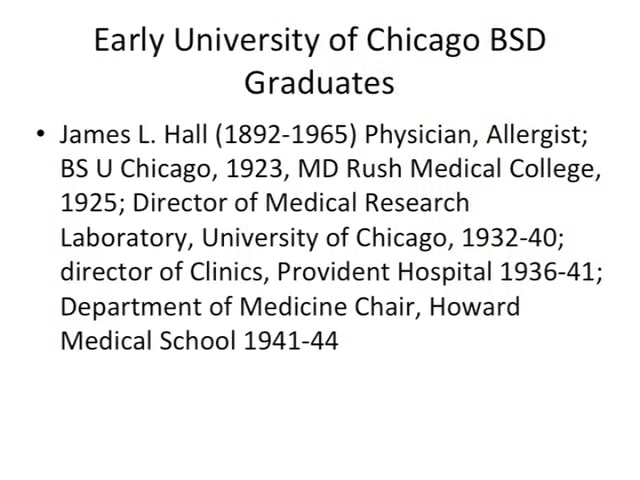 Early University of Chicago BSD
Graduates
• James L. Hall (1892-1965) Physician, Allergist;
BS U Chicago, 1923, MD Rush Medical College,
1925; Director of Medical Research
Laboratory, University of Chicago, 1932-40;
director of Clinics, Provident Hospital 1936-41;
Department of Medicine Chair, Howard
Medical School 1941-44